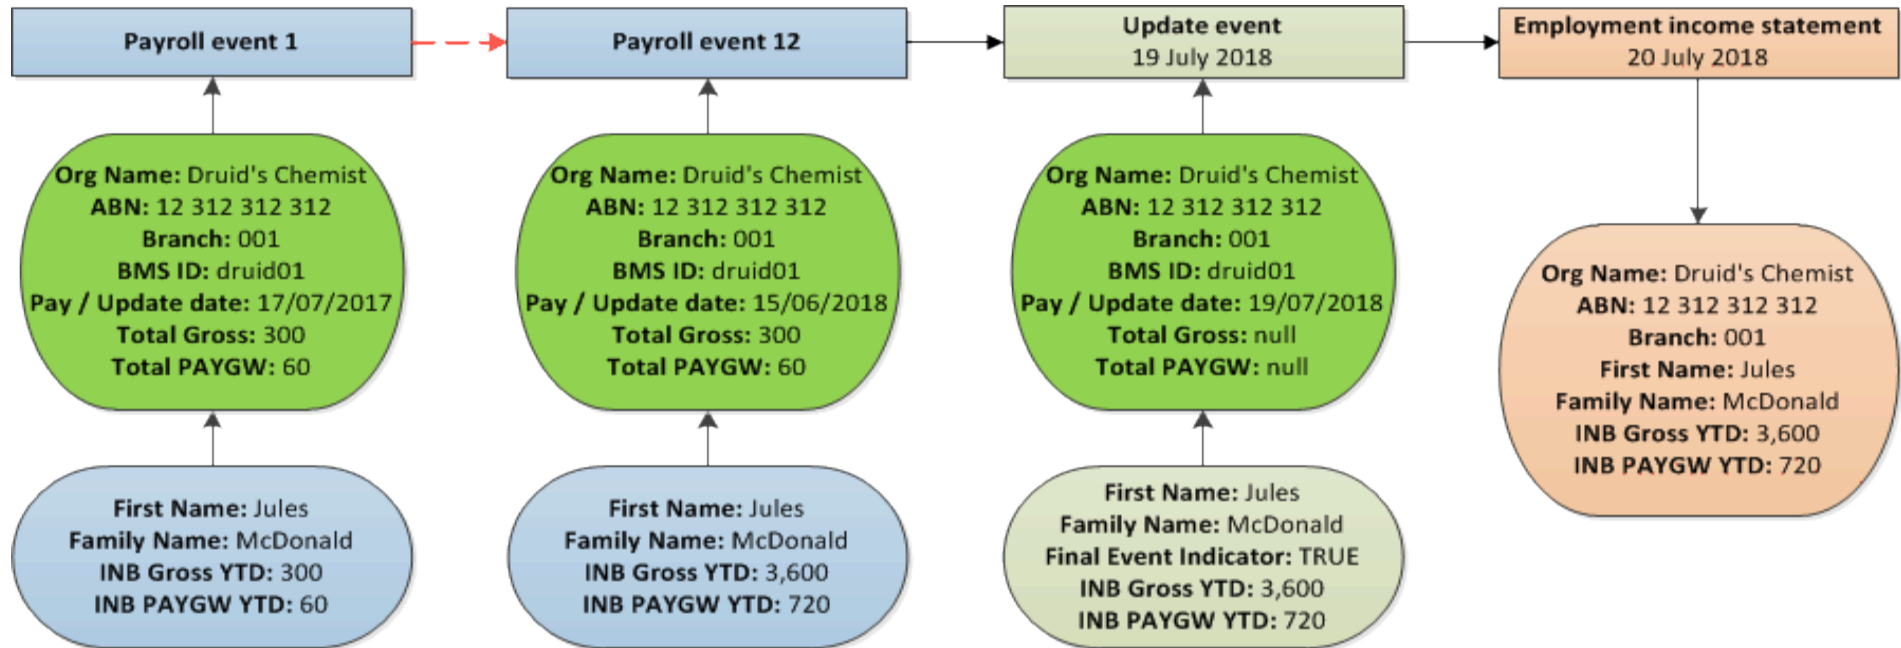 Payroll event 1
Payroll event 12
Update event
19 July 2018
Employment income statement
20 July 2018
Org Name: Druid's Chemist
ABN: 12 312 312 312
Branch: 001
BMS ID: druid01
Pay / Update date: 17/07/2017
Total Gross: 300
Total PAYGW: 60
Org Name: Druid's Chemist
ABN: 12 312 312 312
Branch: 001
BMS ID: druid01
Pay / Update date: 15/06/2018
Total Gross: 300
Total PAYGW: 60
Org Name: Druid's Chemist
ABN: 12 312 312 312
Branch: 001
BMS ID: druid01
Pay / Update date: 19/07/2018
Total Gross: null
Total PAYGW: null
Org Name: Druid's Chemist
ABN: 12 312 312 312
Branch: 001
First Name: Jules
Family Name: McDonald
INB Gross YTD: 3,600
INB PAYGW YTD: 720
First Name: Jules
Family Name: McDonald
INB Gross YTD: 300
INB PAYGW YTD: 60
First Name: Jules
Family Name: McDonald
INB Gross YTD: 3,600
INB PAYGW YTD: 720
First Name: Jules
Family Name: McDonald
Final Event Indicator: TRUE
INB Gross YTD: 3,600
INB PAYGW YTD: 720